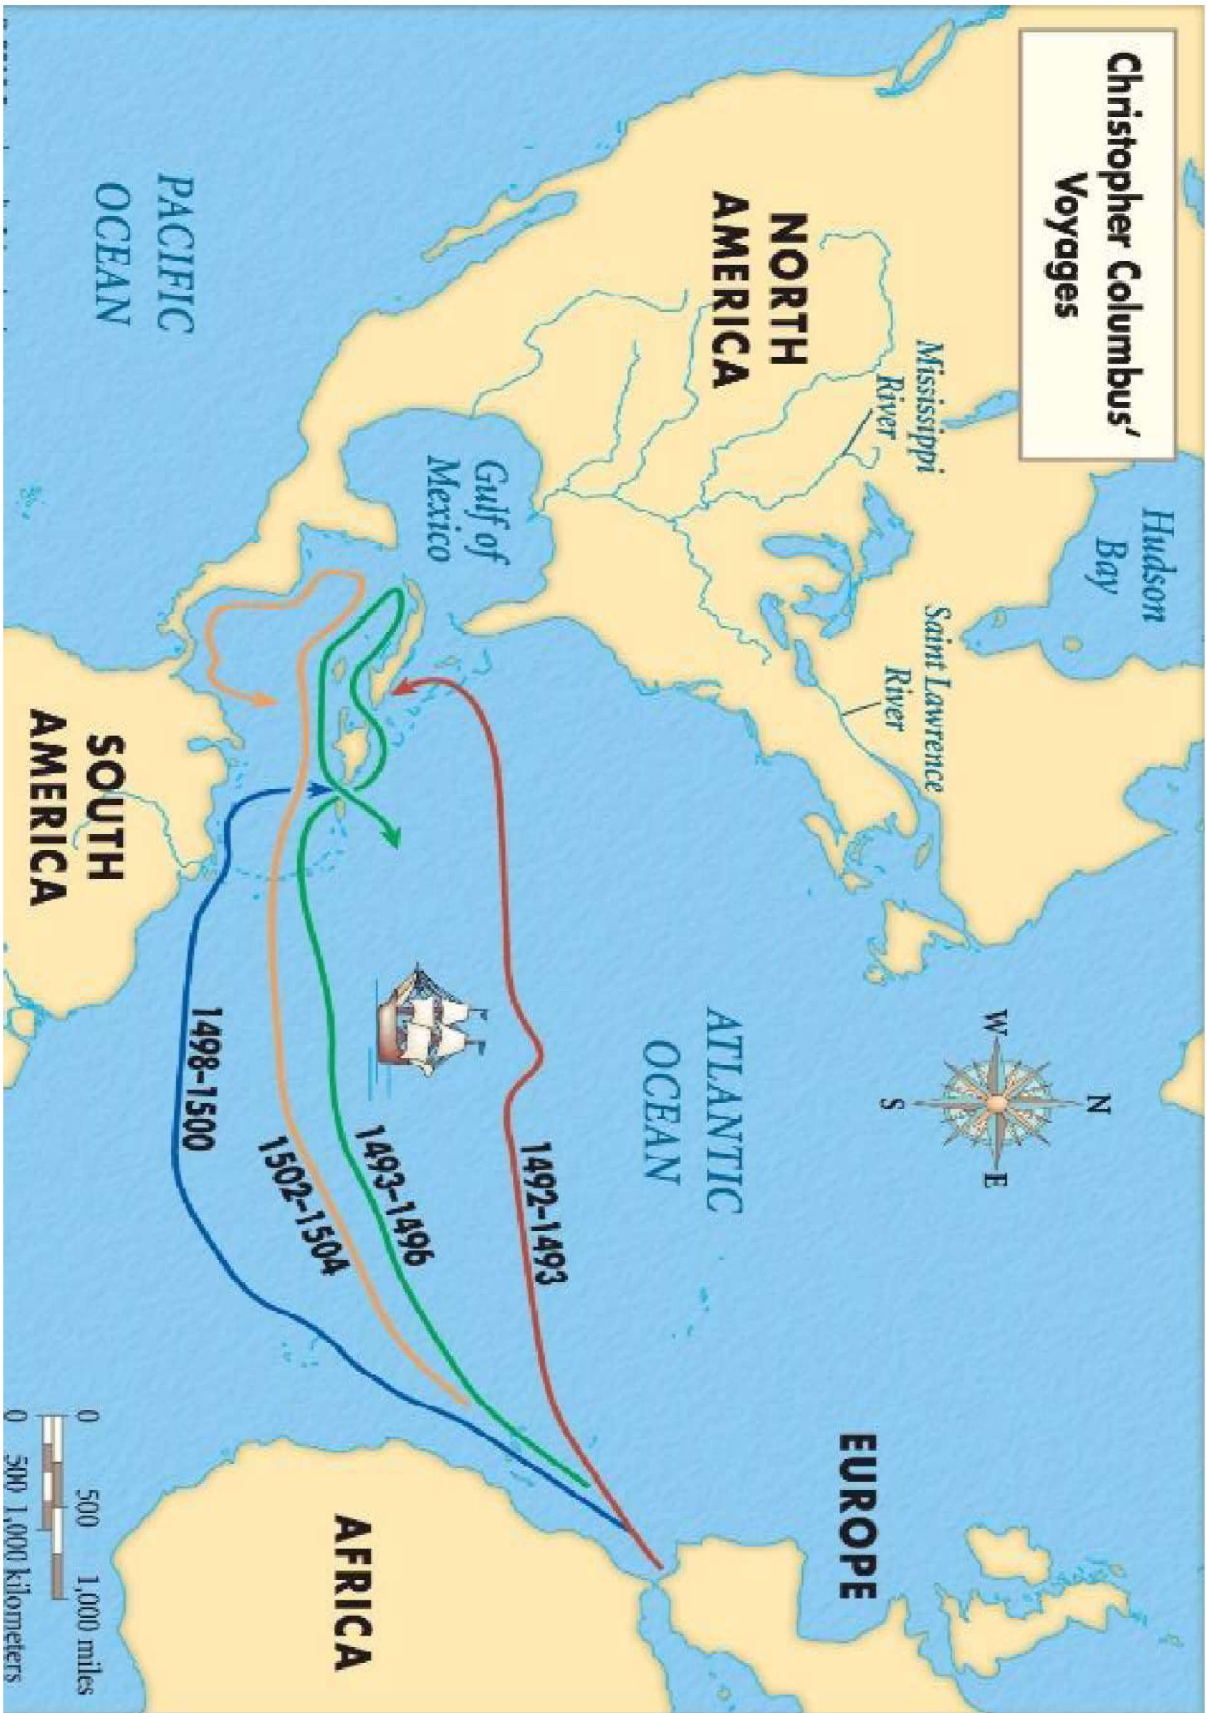 Christopher Columbus'
Voyages
Hudson
Bay
NORTH
AMERICA
Mississippi
River
Saint Lawrence
River
Gulf of
Mexico
PACIFIC
OCEAN
ATLANTIC
OCEAN
N
W
E
S
EUROPE
1492–1493
1493–1496
1502–1504
1498–1500
SOUTH
AMERICA
AFRICA
0 500 1,000 miles
0 500 1,000 kilometers